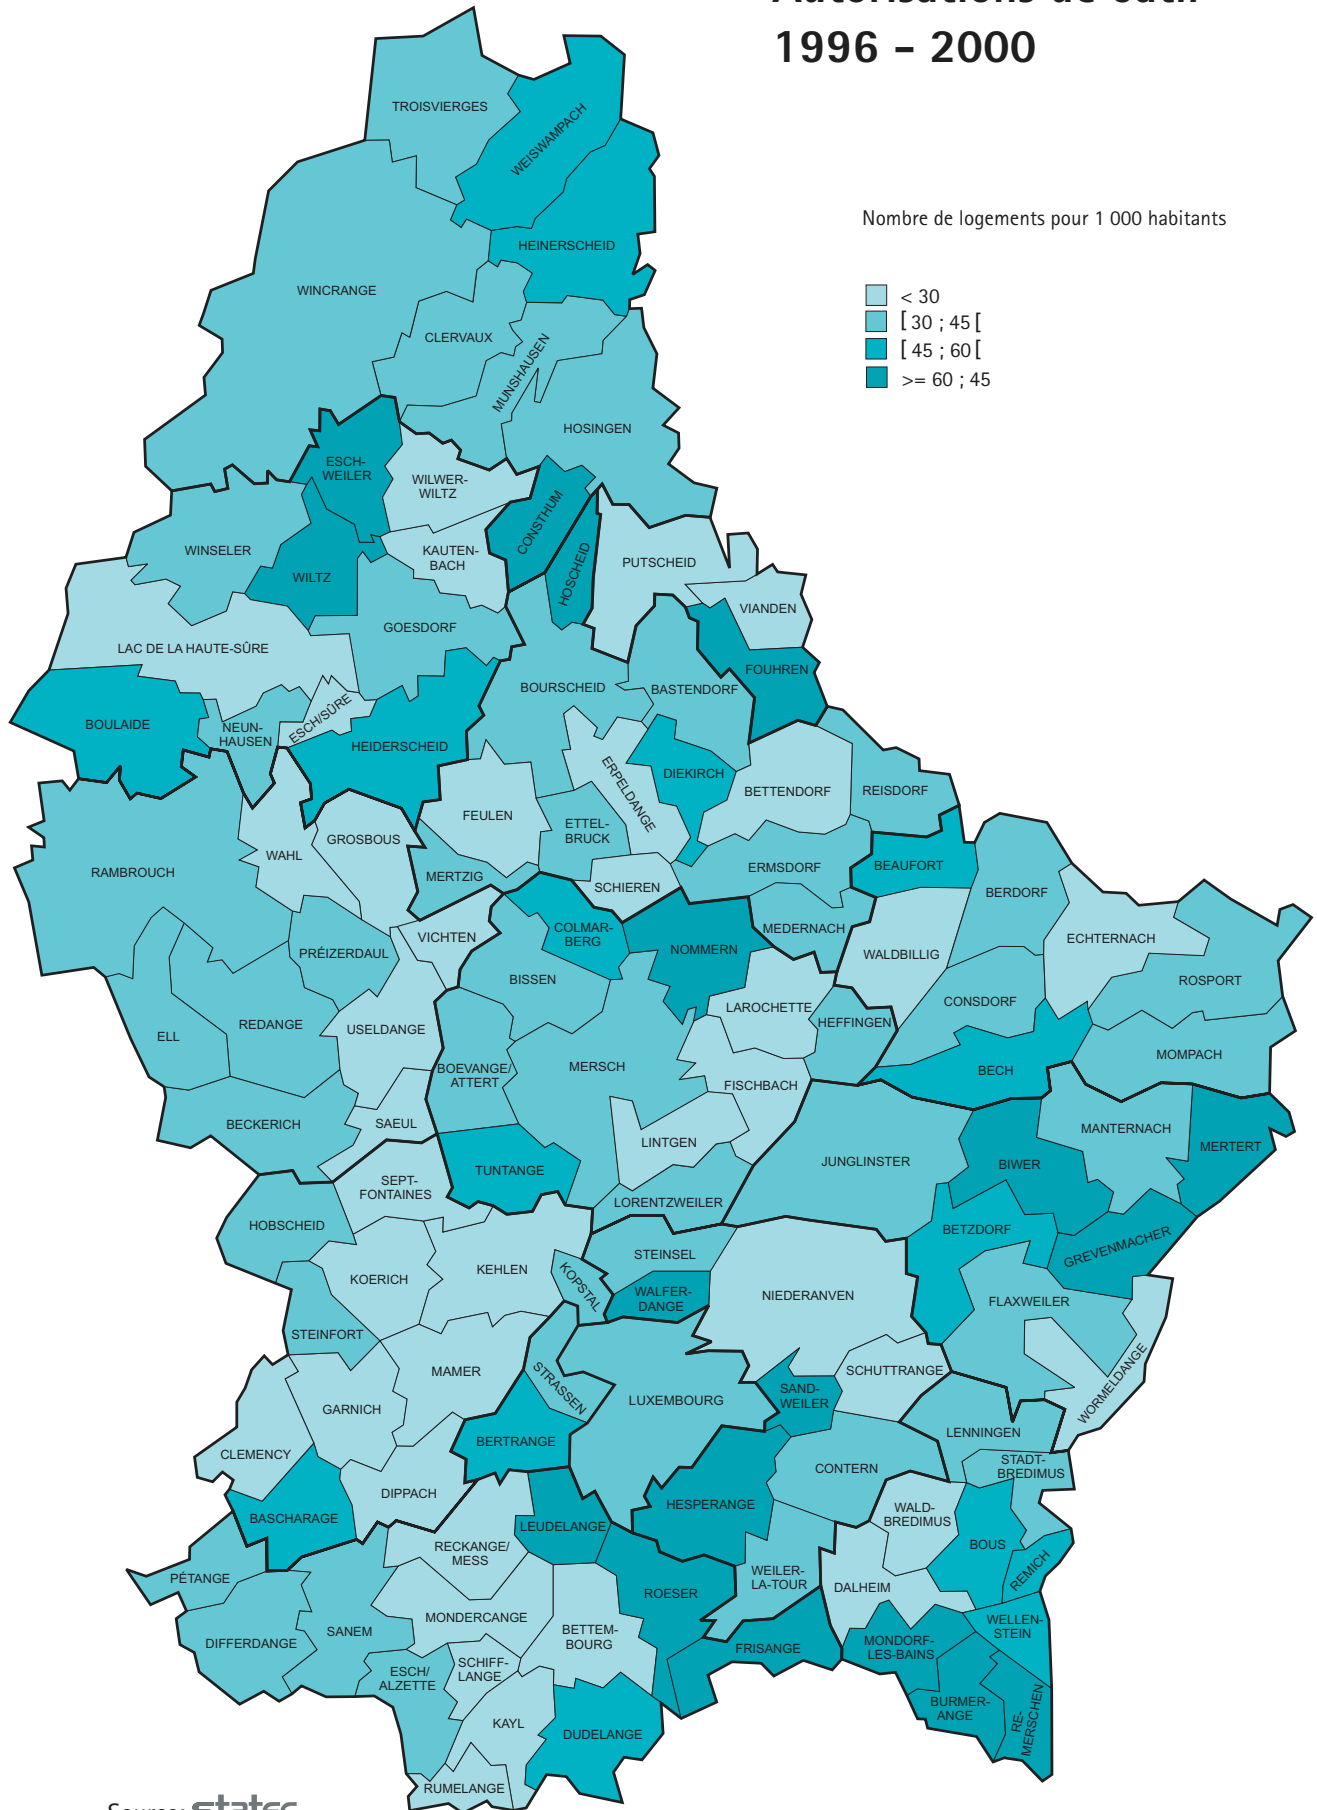 Autorisations de bâtir
1996 – 2000
Nombre de logements pour 1 000 habitants
< 30
[ 30 ; 45 [
[ 45 ; 60 [
>= 60 ; 45
TROISVIERGES
WEISWAMPACH
HEINERSCHEID
WINCRANGE
CLERVAUX
MUNSHAUSEN
HOSINGEN
ESCH-
WEILER
WILWER-
WILTZ
CONSTHUM
WINSELER
WILTZ
KAUTEN-
BACH
HOSCHEID
PUTSCHEID
VIANDEN
LAC DE LA HAUTE-SÛRE
GOESDORF
FOUHREN
BOURSCHEID
BASTENDORF
BOULAIDE
NEUN-
HAUSEN
ESCH/SÛRE
HEIDERSCHEID
ERPELDANGE
DIEKIRCH
BETTENDORF
REISDORF
FEULEN
ETTEL-
BRUCK
RAMBROUCH
WAHL
GROSBOUS
MERTZIG
SCHIEREN
ERMSDORF
BEAUFORT
BERDORF
PRÉIZERDAUL
VICHTEN
COLMAR-
BERG
NOMMERN
MEDERNACH
WALDBILLIG
ECHTERNACH
BISSEN
ROSPORT
ELL
REDANGE
USELDANGE
LAROCHETTE
HEFFINGEN
CONSDORF
BOEVANGE/
ATTERT
MERSCH
FISCHBACH
BECH
MOMPACH
BECKERICH
SAEUL
LINTGEN
MANTERNACH
MERTERT
TUNTANGE
JUNGLINSTER
BIWER
SEPT-
FONTAINES
LORENTZWEILER
HOBSCHEID
BETZDORF
GREVENMACHER
STEINSEL
KOERICH
KEHLEN
KOPSTAL
WALFER-
DANGE
NIEDERANVEN
FLAXWEILER
STEINFORT
MAMER
STRASSEN
LUXEMBOURG
SAND-
WEILER
SCHUTTRANGE
WORMELDANGE
GARNICH
CLEMENCY
BERTRANGE
LENNINGEN
CONTERN
STADT-
BREDIMUS
DIPPACH
HESPERANGE
WALD-
BREDIMUS
BASCHARAGE
LEUDELANGE
BOUS
RECKANGE/
MESS
REMICH
PÉTANGE
ROESER
WEILER-
LA-TOUR
DALHEIM
MONDERCANGE
BETTEM-
BOURG
WELLEN-
STEIN
DIFFERDANGE
SANEM
FRISANGE
MONDORF-
LES-BAINS
ESCH/
ALZETTE
SCHIFF-
LANGE
BURMER-
ANGE
RE-
MERSCHEN
KAYL
DUDELANGE
RUMELANGE
Source: statec